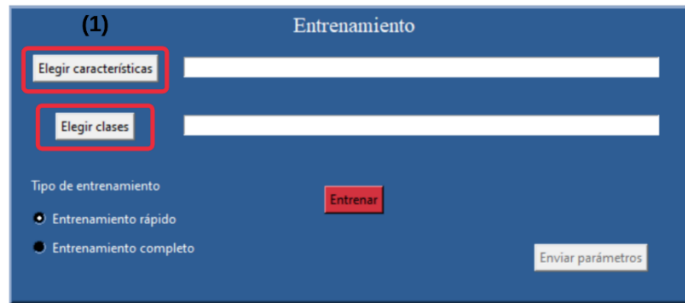 (1)
Entrenamiento
Elegir características
Elegir clases
Tipo de entrenamiento
Entrenar
Entrenamiento rápido
Entrenamiento completo
Enviar parámetros